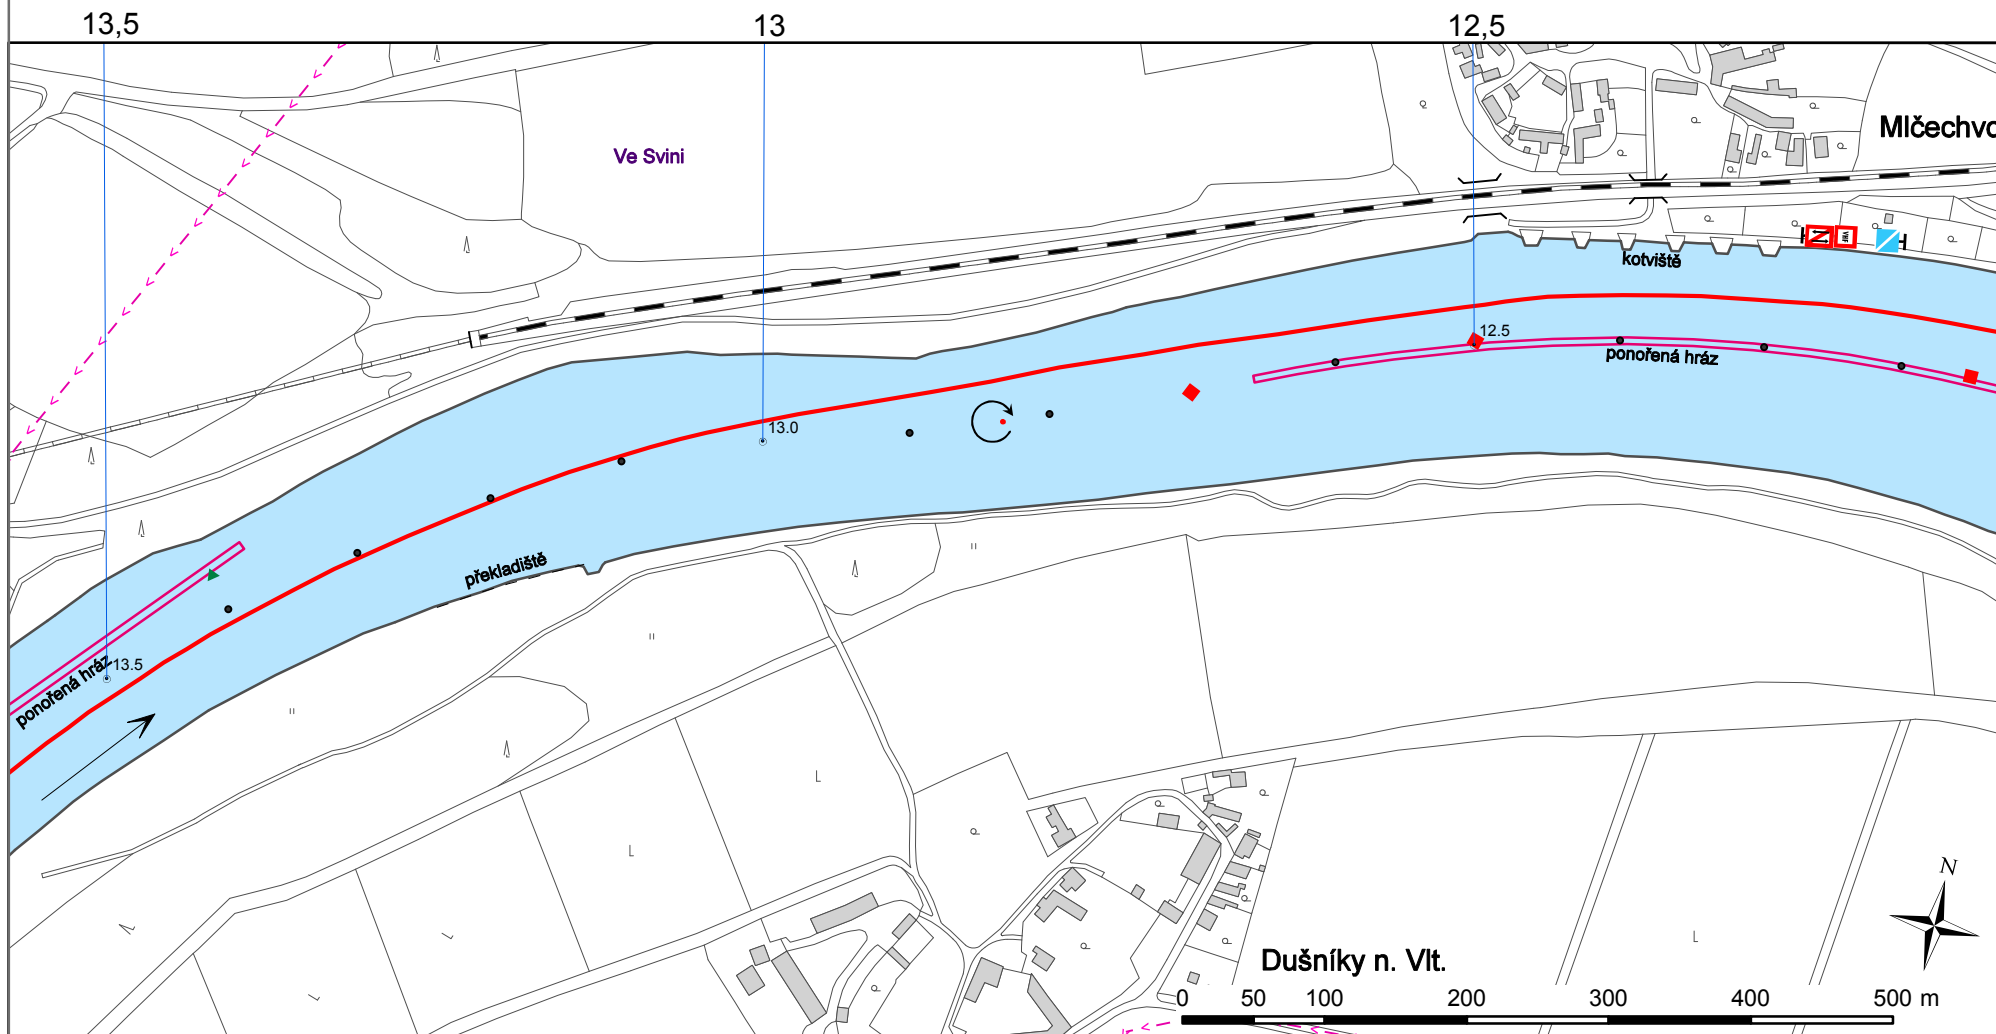 13,5
13
12,5
Ve Svini
Mlčechvo
VRF
kotviště
12.5
ponořená hráz
13.0
překladiště
13.5
ponořená hráz
N
Dušníky n. Vlt.
0 50 100 200 300 400 500 m